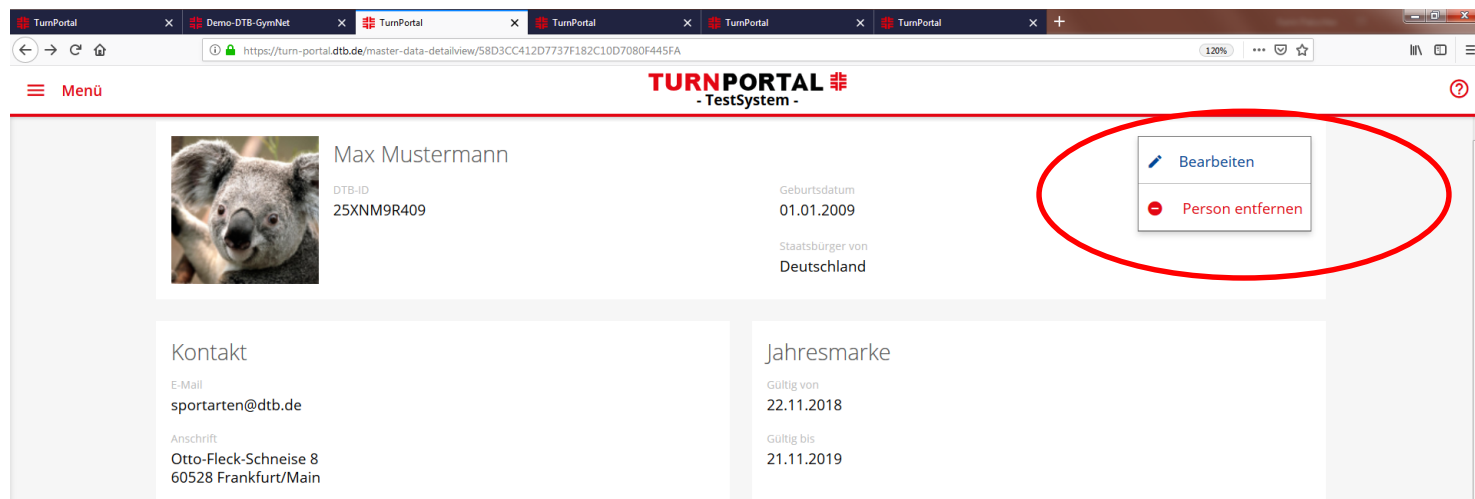 TurnPortal
Demo-DTB-GymNet
TurnPortal
TurnPortal
TurnPortal
TurnPortal
https://turn-portal.dtb.de/master-data-detailview/58D3CC412D7737F182C10D7080F445FA
120%
Menü
TURNPORTAL
- TestSystem -
Max Mustermann
DTB-ID
25XNM9R409
Geburtsdatum
01.01.2009
Staatsbürger von
Deutschland
Bearbeiten
Person entfernen
Kontakt
E-Mail
sportarten@dtb.de
Anschrift
Otto-Fleck-Schneise 8
60528 Frankfurt/Main
Jahresmarke
Gültig von
22.11.2018
Gültig bis
21.11.2019